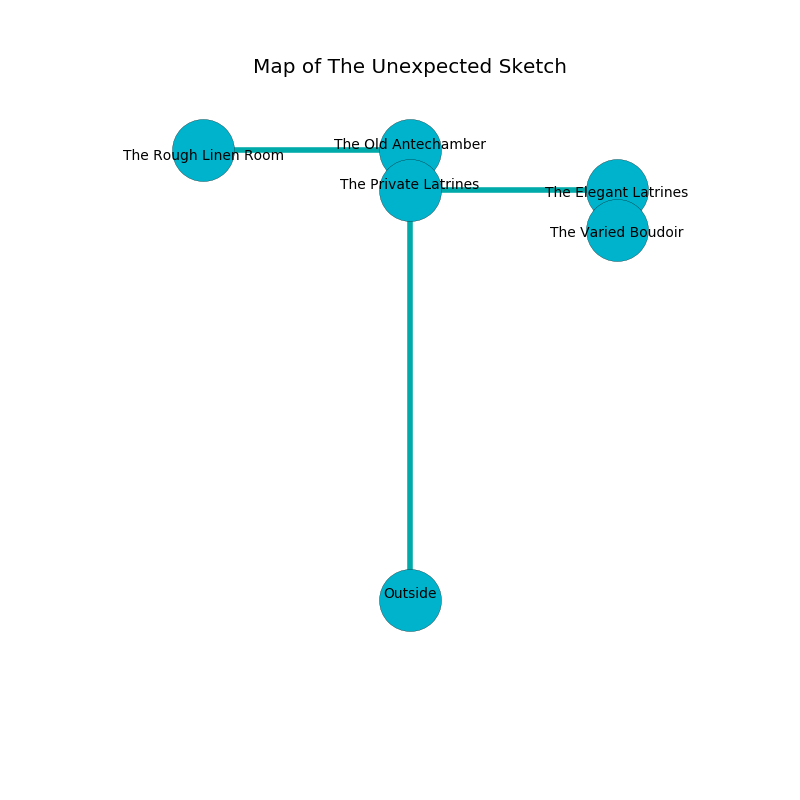 Map of The Unexpected Sketch
The Old Antechamber
The Rough Linen Room
The Private Latrines
The Elegant Latrines
The Varied Boudoir
Outside